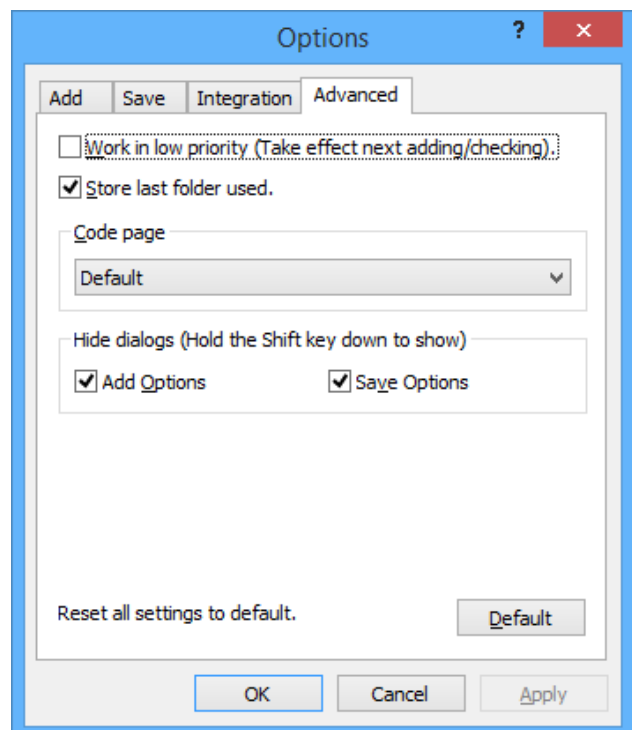 Options
?
Add Save Integration Advanced
Work in low priority (Take effect next adding/checking).
Store last folder used.
Code page
Default
Hide dialogs (Hold the Shift key down to show)
Add Options Save Options
Reset all settings to default. Default
OK Cancel Apply